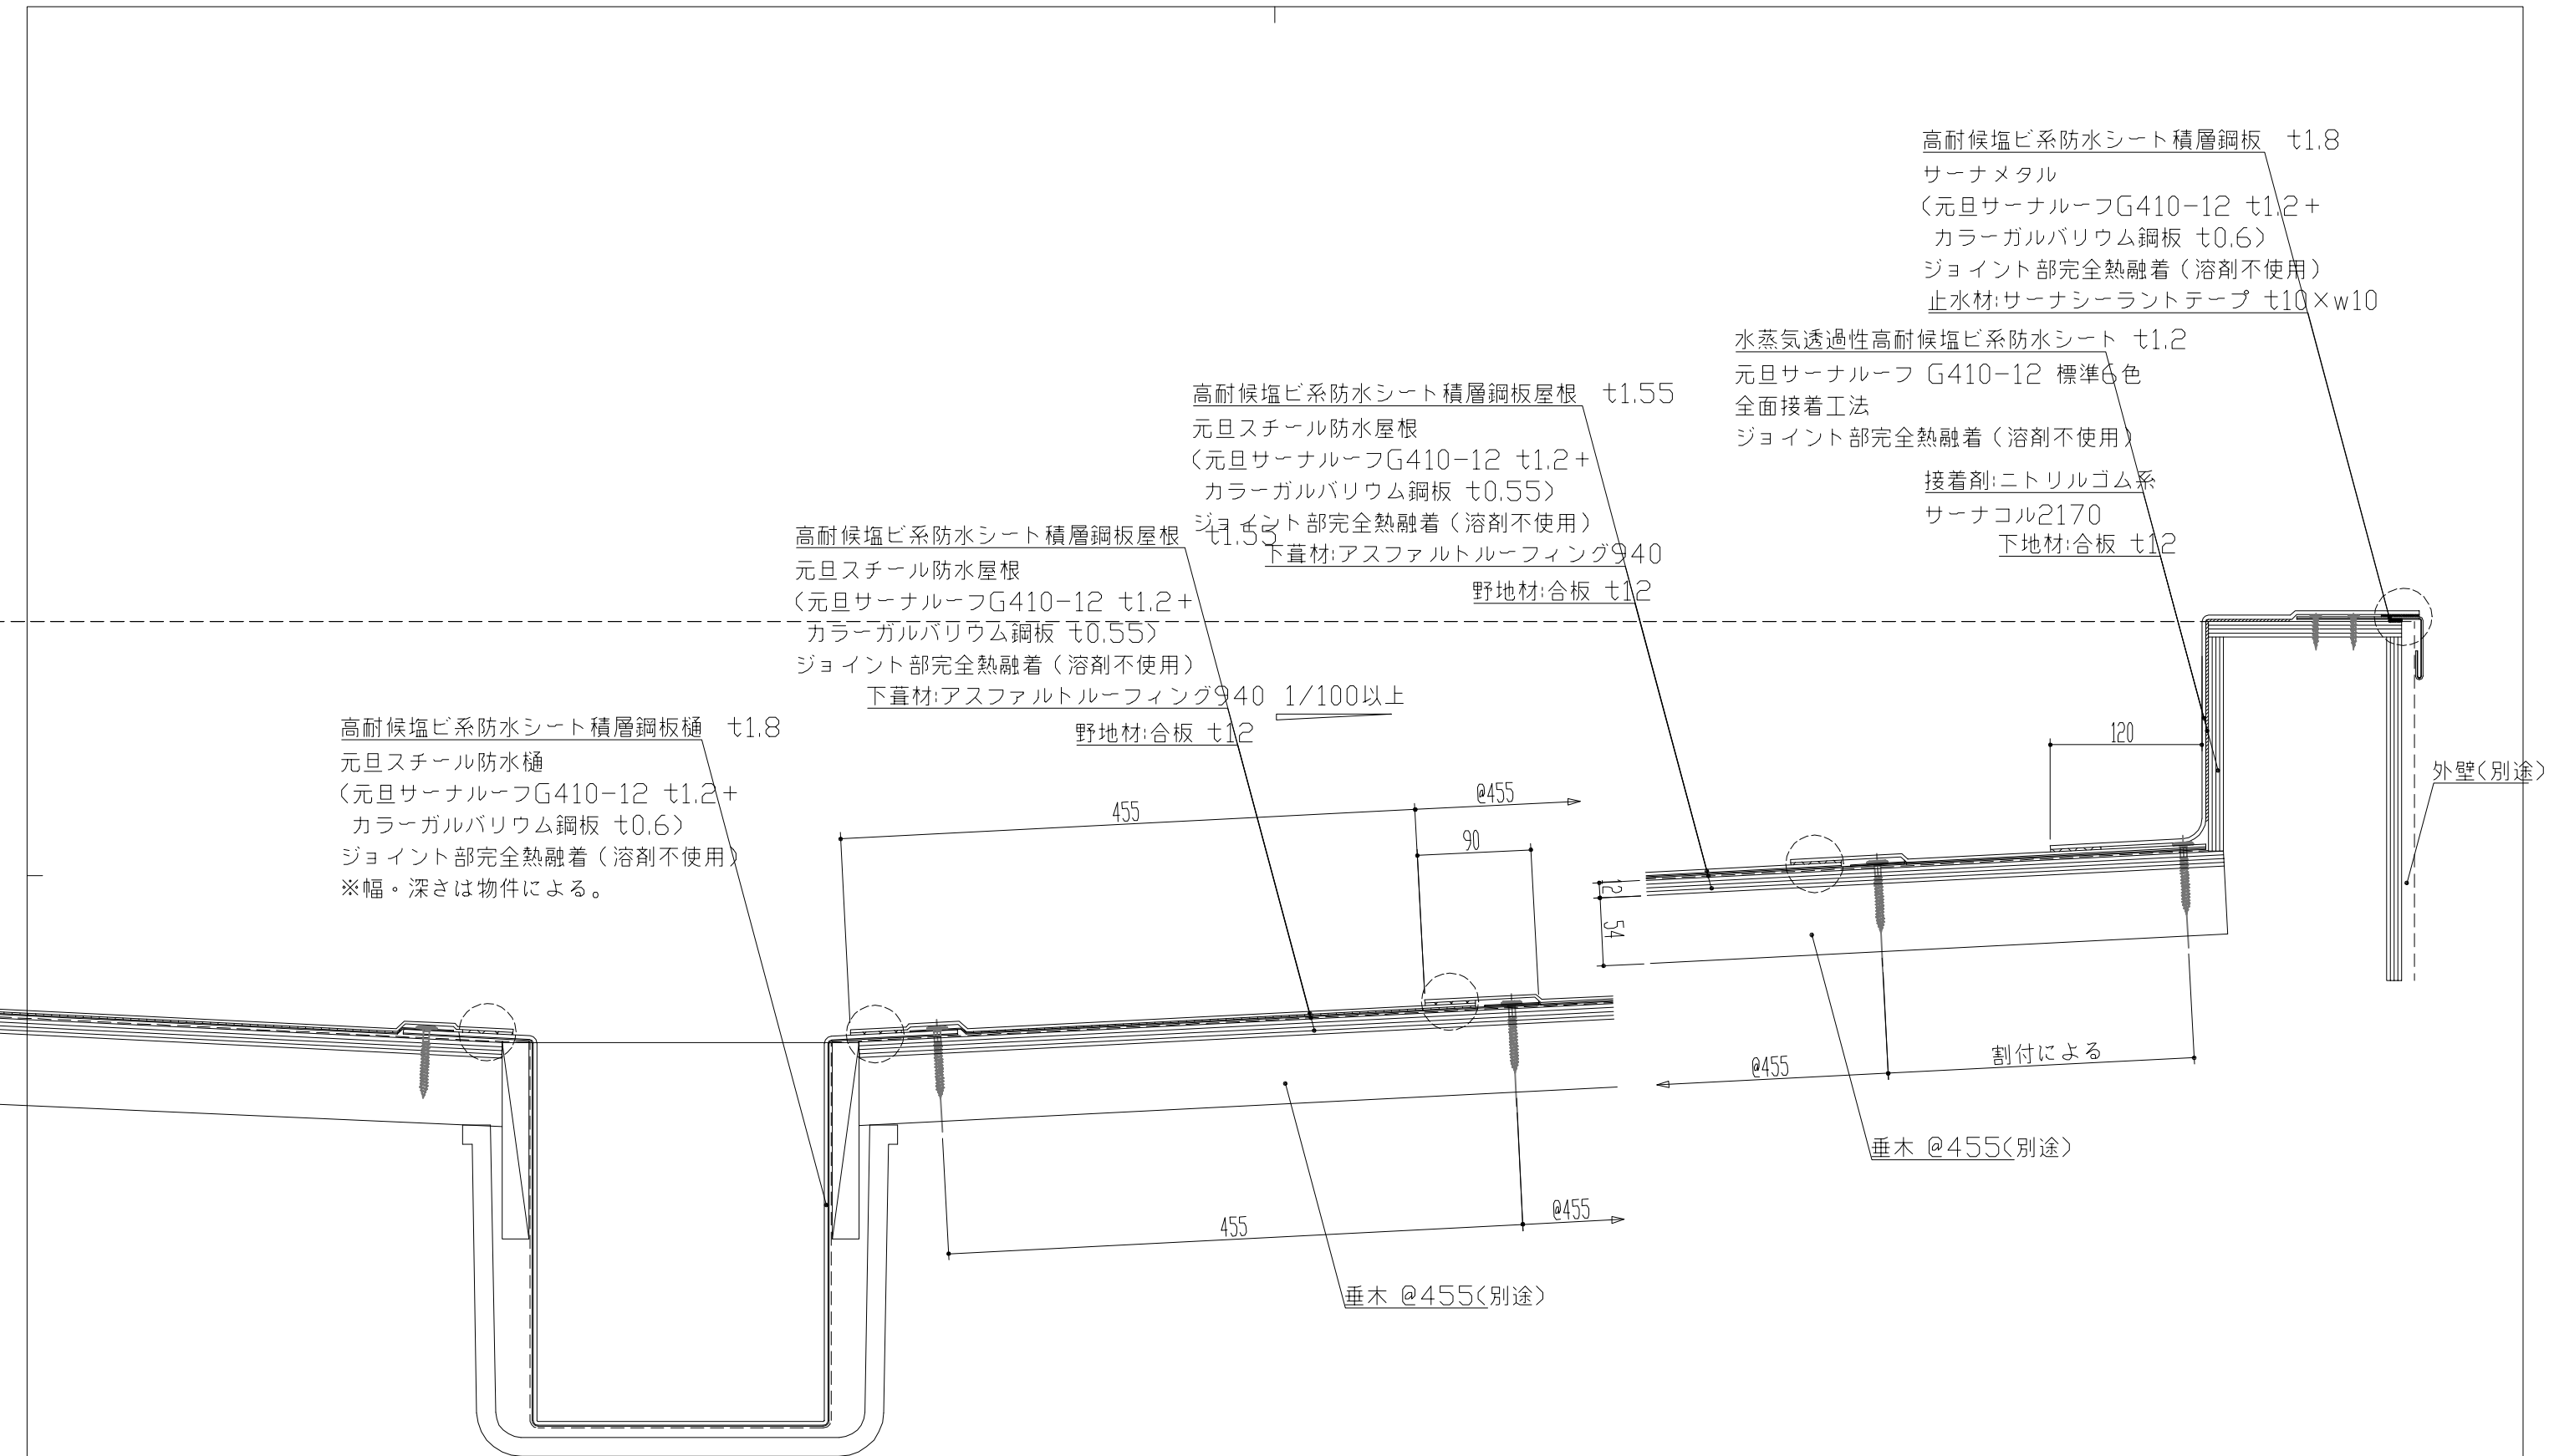 高耐候塩ビ系防水シート積層鋼板　t1.8
サーナメタル
(元旦サーナルーフG410-12 t1.2+
カラーガルバリウム鋼板 t0.6)
ジョイント部完全熱融着(溶剤不使用)
止水材:サーナシーラントテープ t10×w10
水蒸気透過性高耐候塩ビ系防水シート t1.2
元旦サーナルーフ G410-12 標準6色
全面接着工法
ジョイント部完全熱融着(溶剤不使用)
接着剤:ニトリルゴム系
サーナコル2170
下地材:合板 t12
高耐候塩ビ系防水シート積層鋼板屋根　t1.55
元旦スチール防水屋根
(元旦サーナルーフG410-12 t1.2+
カラーガルバリウム鋼板 t0.55)
ジョイント部完全熱融着(溶剤不使用)
下葺材:アスファルトルーフィング940
野地材:合板 t12
高耐候塩ビ系防水シート積層鋼板屋根　t1.55
元旦スチール防水屋根
(元旦サーナルーフG410-12 t1.2+
カラーガルバリウム鋼板 t0.55)
ジョイント部完全熱融着(溶剤不使用)
下葺材:アスファルトルーフィング940
野地材:合板 t12
1/100以上
高耐候塩ビ系防水シート積層鋼板樋　t1.8
元旦スチール防水樋
(元旦サーナルーフG410-12 t1.2+
カラーガルバリウム鋼板 t0.6)
ジョイント部完全熱融着(溶剤不使用)
※幅・深さは物件による。
120
外壁(別途)
455
@455
90
12
54
@455
割付による
垂木 @455(別途)
455
@455
垂木 @455(別途)